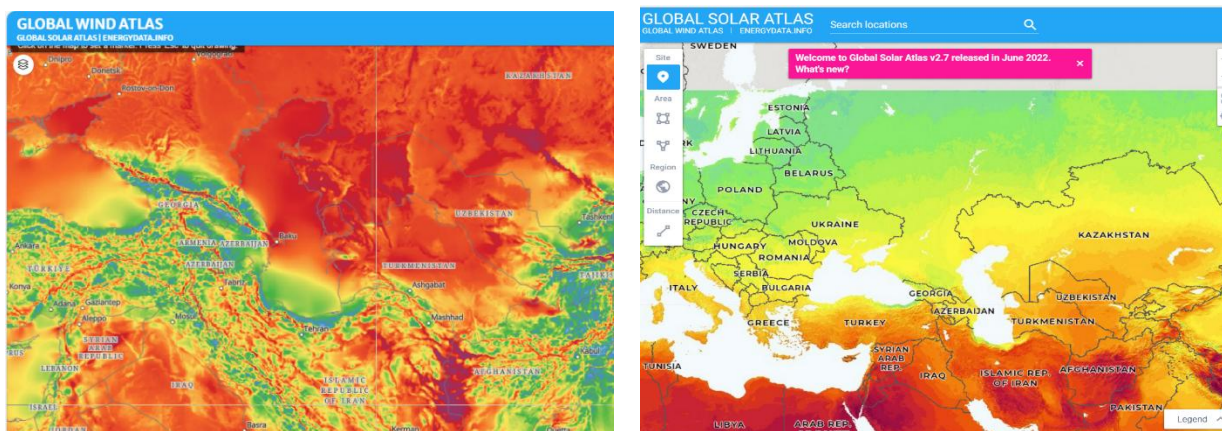 GLOBAL WIND ATLAS
GLOBAL SOLAR ATLAS | ENERGYDATA.INFO
Click on the map to set a marker. Press 'Esc' to quit drawing.
Dnipro
Donetsk
Rostov-on-Don
KAZAKHSTAN
GEORGIA
UZBEKISTAN
Tashkent
Ankara
ARMENIA
AZERBAIJAN
Baku
TÜRKIYE
AZERBAIJAN
TURKMENISTAN
Konya
Tabriz
Ashgabat
Adana
Gaziantep
Mashhad
Aleppo
Mosul
Tehran
SYRIAN
ARAB
REPUBLIC
Kabul
LEBANON
AFGHANISTAN
IRAQ
ISLAMIC
REPUBLIC
OF IRAN
ISRAEL
Basra
Kerman
GLOBAL SOLAR ATLAS
GLOBAL WIND ATLAS | ENERGYDATA.INFO
Search locations
SWEDEN
Site
Welcome to Global Solar Atlas v2.7 released in June 2022.
What's new?
×
Area
ESTONIA
LATVIA
LITHUANIA
Region
BELARUS
POLAND
Distance
CZECH
REPUBLIC
UKRAINE
KAZAKHSTAN
HUNGARY
MOLDOVA
ROMANIA
SERBIA
ITALY
BULGARIA
GEORGIA
UZBEKISTAN
AZERBAIJAN
GREECE
TURKEY
TURKMENISTAN
SYRIAN
ARAB
REP.
TUNISIA
IRAQ
ISLAMIC REP.
OF IRAN
AFGHANISTAN
PAKISTAN
LIBYA
ARAB REP.
Legend